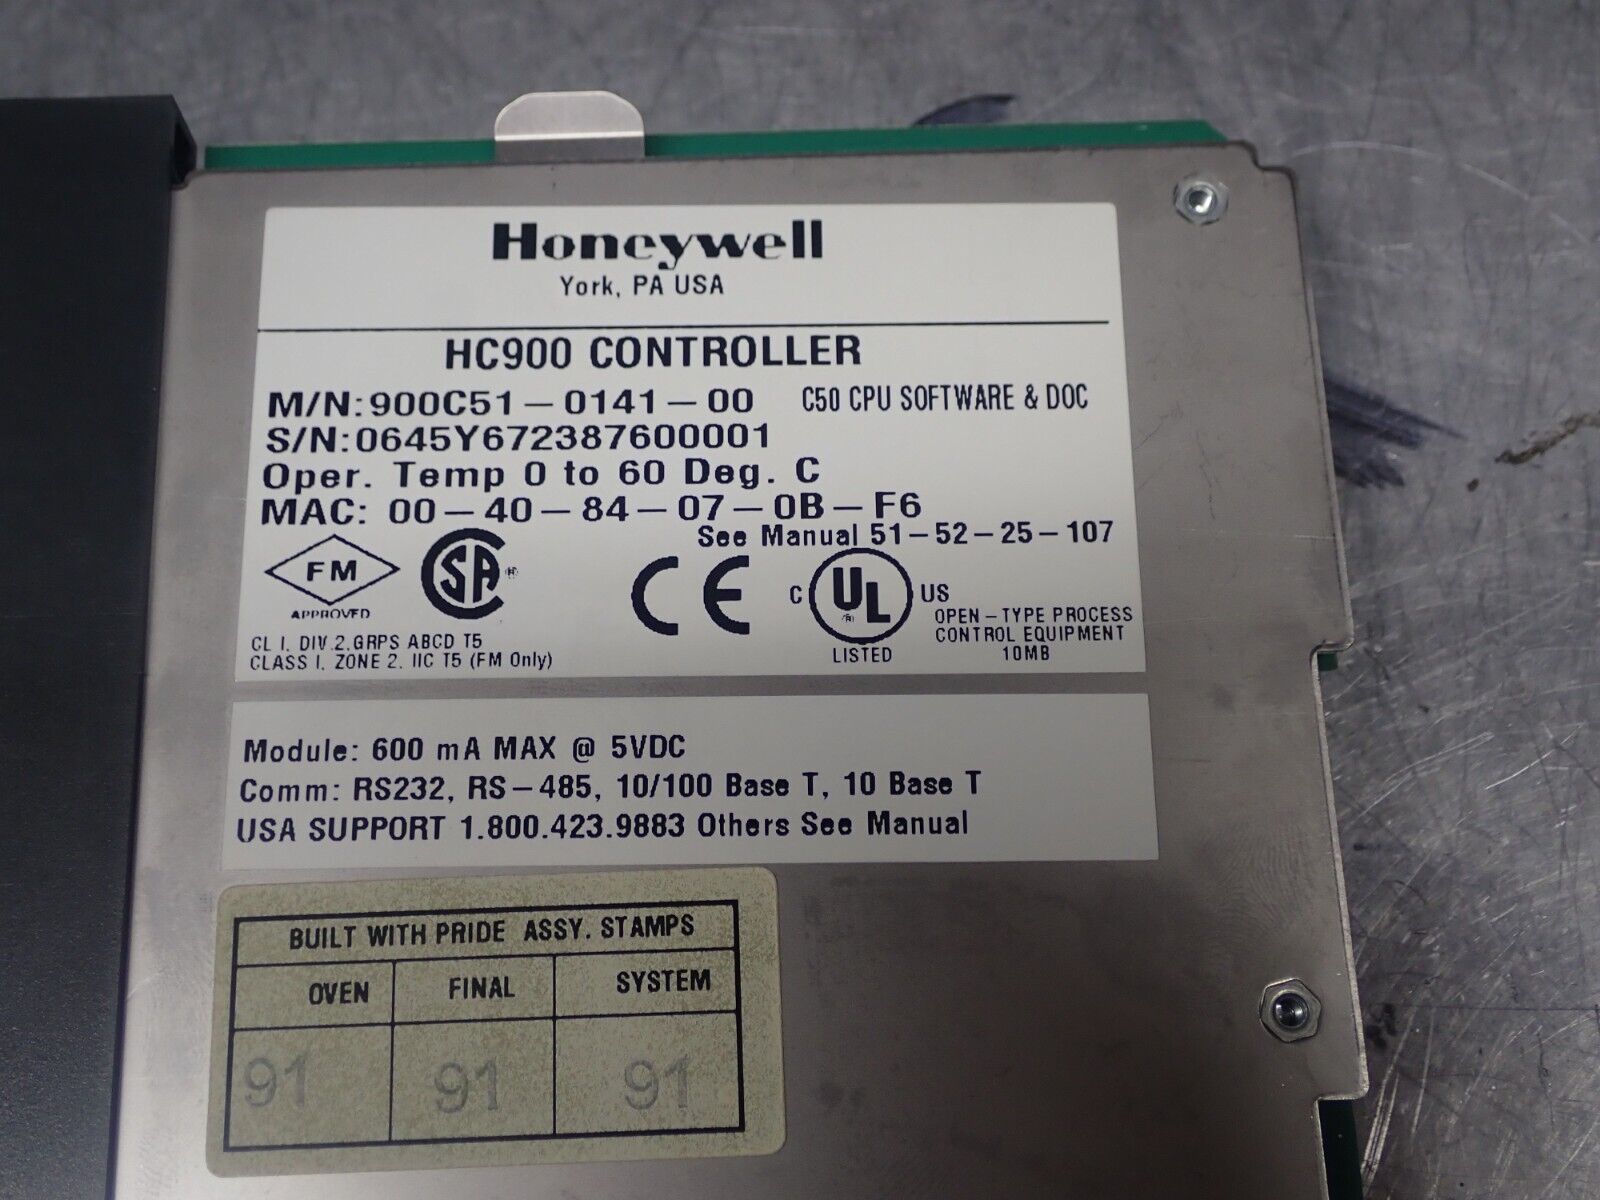 Honeywell
York, PA USA
HC900 CONTROLLER
M/N:900C51-0141-00 C50 CPU SOFTWARE & DOC
S/N:0645Y672387600001
Oper. Temp 0 to 60 Deg. C
MAC: 00-40-84-07-0B-F6
See Manual 51-52-25-107
FM
APPROVED
SA
CE
C UL US
LISTED
OPEN-TYPE PROCESS
CONTROL EQUIPMENT
10MB
CL I, DIV.2,GRPS ABCD T5
CLASS I, ZONE 2, IIC T5 (FM Only)
Module: 600 mA MAX @ 5VDC
Comm: RS232, RS-485, 10/100 Base T, 10 Base T
USA SUPPORT 1.800.423.9883 Others See Manual
BUILT WITH PRIDE ASSY. STAMPS
OVEN FINAL SYSTEM
91 91 91